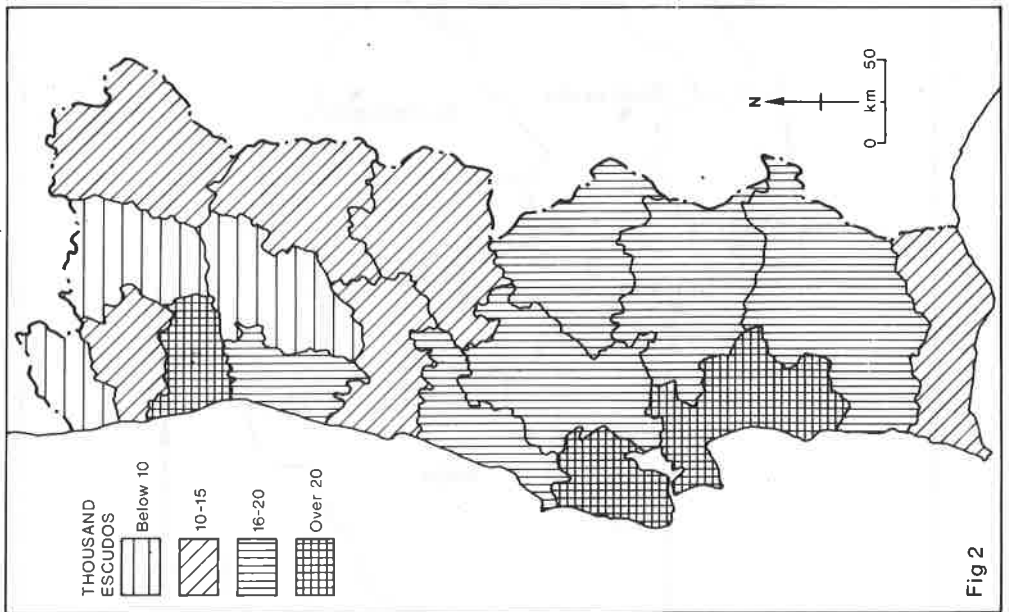 THOUSAND
ESCUDOS
Below 10
10-15
16-20
Over 20
N
0 km 50
Fig 2